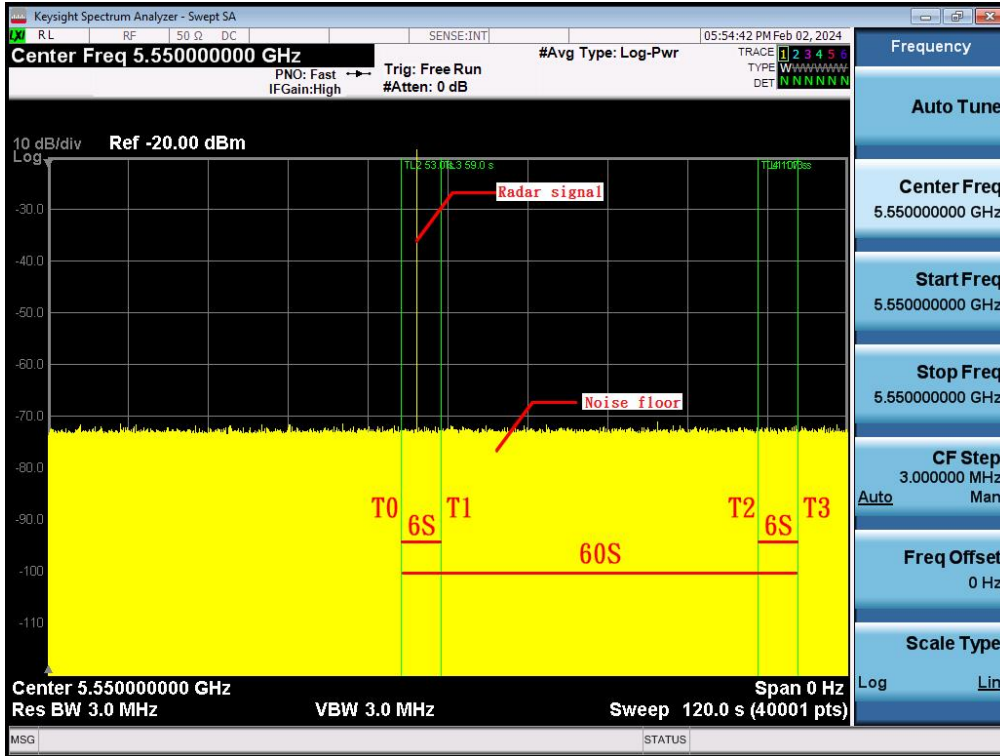 Keysight Spectrum Analyzer - Swept SA
LXI RL RF 50 Ω DC SENSE:INT 05:54:42 PM Feb 02, 2024
Center Freq 5.550000000 GHz
#Avg Type: Log-Pwr
TRACE 1 2 3 4 5 6
PNO: Fast
Trig: Free Run
TYPE WWWWWW
IFGain:High
#Atten: 0 dB
DET N N N N N N
10 dB/div Ref -20.00 dBm
Log
TL3 59.0 s
Radar signal
-30.0
-40.0
-50.0
-60.0
-70.0
Noise floor
-80.0
-90.0
-100
-110
T0 6S T1
T2 6S T3
60S
Center 5.550000000 GHz Span 0 Hz
Res BW 3.0 MHz VBW 3.0 MHz Sweep 120.0 s (40001 pts)
MSG STATUS
Frequency
Auto Tune
Center Freq
5.550000000 GHz
Start Freq
5.550000000 GHz
Stop Freq
5.550000000 GHz
CF Step
3.000000 MHz
Auto Man
Freq Offset
0 Hz
Scale Type
Log Lin